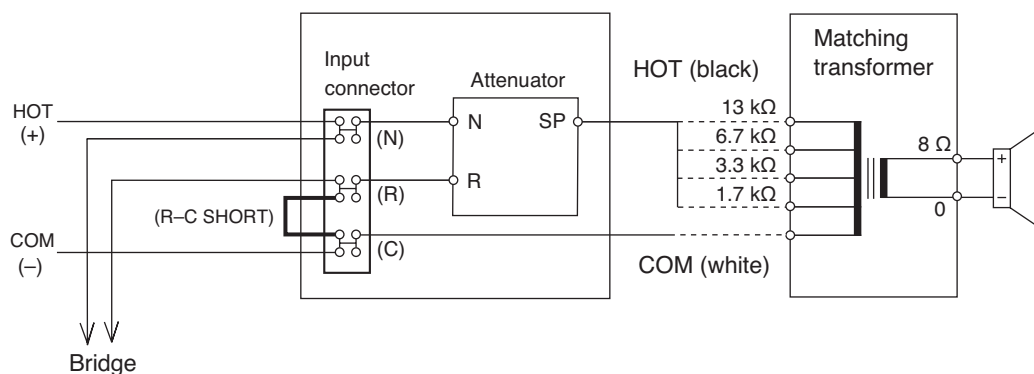 Input
connector
Attenuator
Matching
transformer
HOT (black)
HOT
(+)
N
SP
(N)
13 kΩ
6.7 kΩ
3.3 kΩ
1.7 kΩ
8 Ω
+
–
0
R
(R)
(R–C SHORT)
COM
(–)
(C)
COM (white)
Bridge